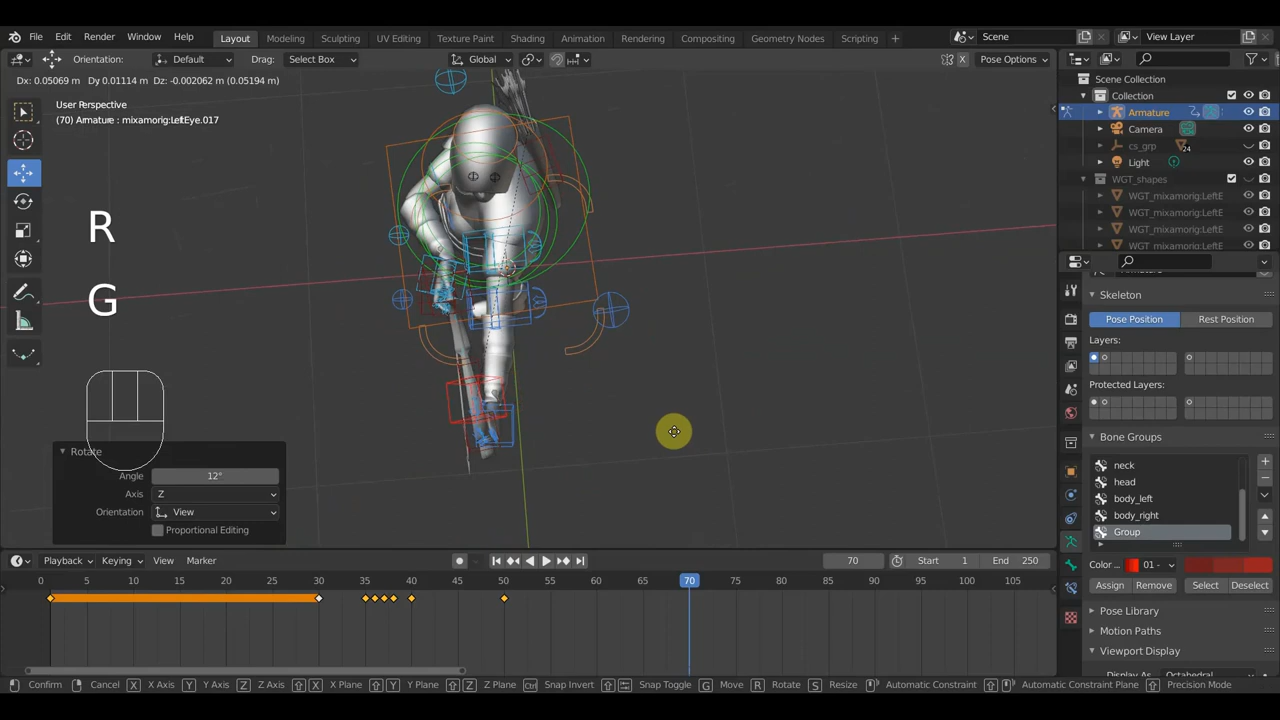 File Edit Render Window Help Layout Modeling Sculpting UV Editing Texture Paint Shading Animation Rendering Compositing Geometry Nodes Scripting + Scene View Layer
Orientation: Default Drag: Select Box Global X Pose Options
Dx: 0.05069 m Dy 0.01114 m Dz: -0.002062 m (0.05194 m)
User Perspective
(70) Armature : mixamorig:LeftEye.017
Scene Collection
Collection
Armature
Camera
cs_grp 24
Light
WGT_shapes
WGT_mixamorig:LeftE
WGT_mixamorig:LeftE
WGT_mixamorig:LeftE
WGT_mixamorig:LeftE
R
G
Skeleton
Pose Position Rest Position
Layers:
Protected Layers:
Bone Groups
neck
head
body_left
body_right
Group
Color ... 01 -
Assign Remove Select Deselect
Pose Library
Motion Paths
Viewport Display
Rotate
Angle 12°
Axis Z
Orientation View
Proportional Editing
Playback Keying View Marker 70 Start 1 End 250
0 5 10 15 20 25 30 35 40 45 50 55 60 65 70 75 80 85 90 95 100 105
Confirm Cancel X X Axis Y Y Axis Z Z Axis X X Plane Y Y Plane Z Z Plane Ctrl Snap Invert Snap Toggle G Move R Rotate S Resize Automatic Constraint Automatic Constraint Plane Precision Mode